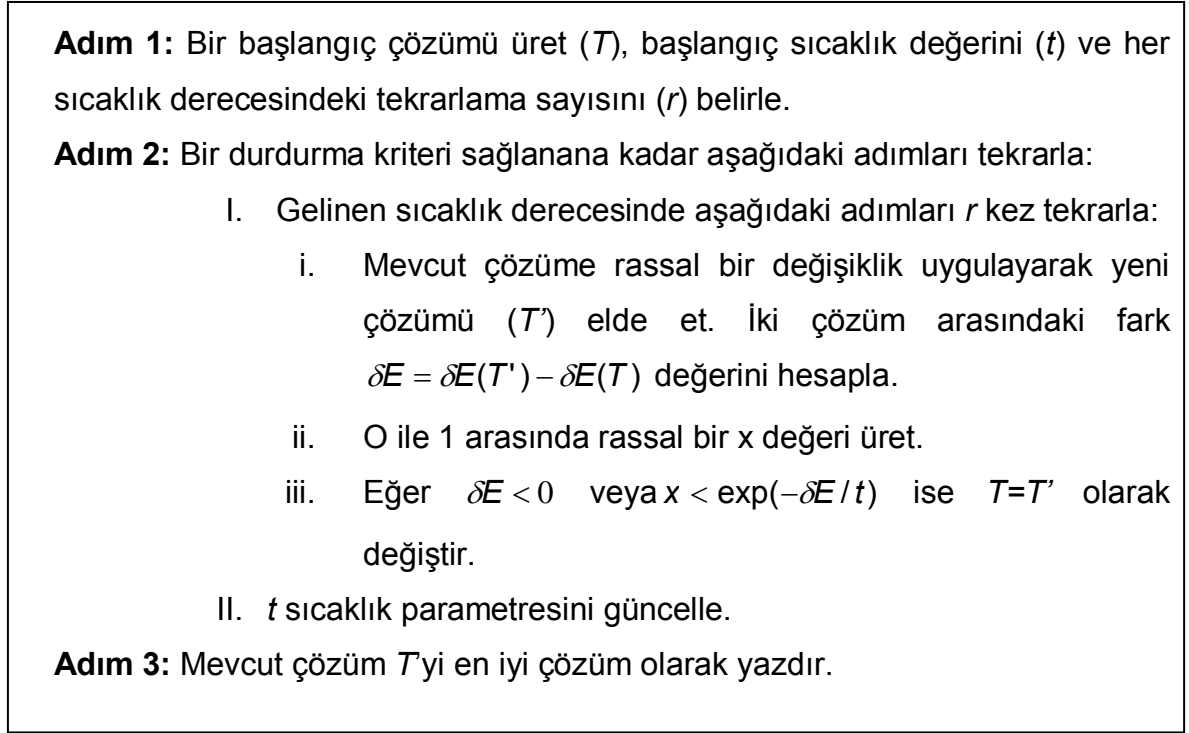 Adım 1: Bir başlangıç çözümü üret (T), başlangıç sıcaklık değerini (t) ve her
sıcaklık derecesindeki tekrarlama sayısını (r) belirle.
Adım 2: Bir durdurma kriteri sağlanana kadar aşağıdaki adımları tekrarla:
I. Gelinen sıcaklık derecesinde aşağıdaki adımları r kez tekrarla:
i. Mevcut çözüme rassal bir değişiklik uygulayarak yeni
çözümü (T') elde et. İki çözüm arasındaki fark
δE = δE(T') – δE(T) değerini hesapla.
ii. O ile 1 arasında rassal bir x değeri üret.
iii. Eğer δE < 0 veya x < exp(–δE / t) ise T=T' olarak
değiştir.
II. t sıcaklık parametresini güncelle.
Adım 3: Mevcut çözüm T'yi en iyi çözüm olarak yazdır.